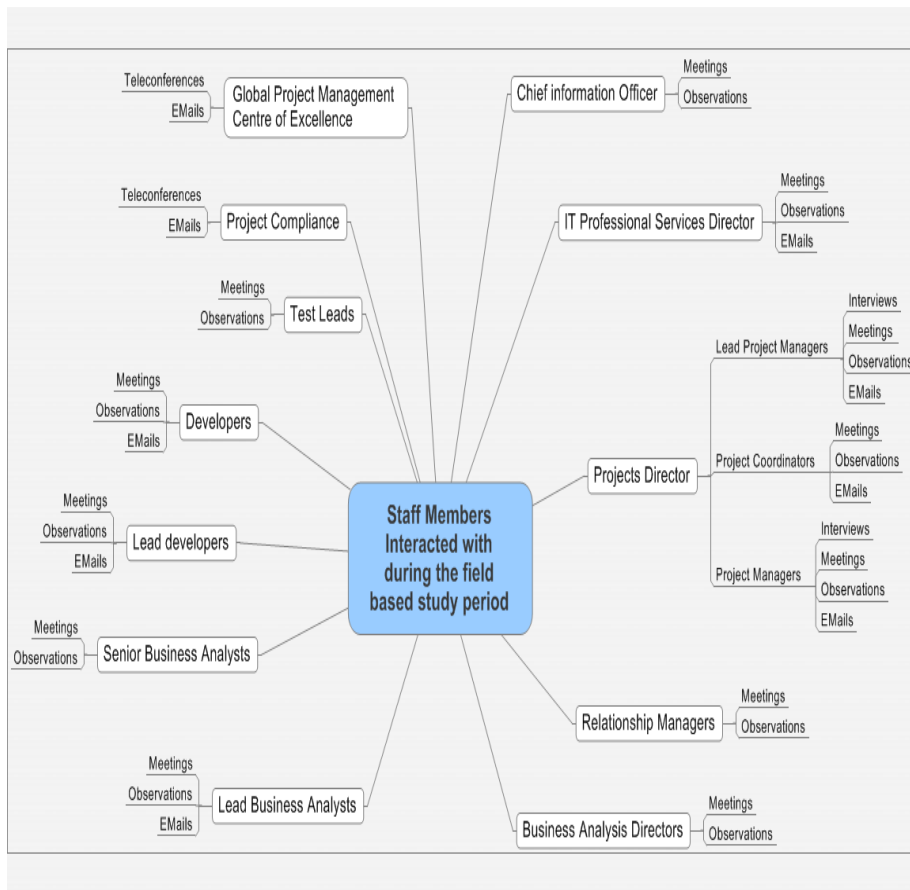 Staff Members
Interacted with
during the field
based study period
Chief information Officer
Meetings
Observations
IT Professional Services Director
Meetings
Observations
EMails
Projects Director
Lead Project Managers
Interviews
Meetings
Observations
EMails
Project Coordinators
Meetings
Observations
EMails
Project Managers
Interviews
Meetings
Observations
EMails
Relationship Managers
Meetings
Observations
Business Analysis Directors
Meetings
Observations
Global Project Management
Centre of Excellence
Teleconferences
EMails
Project Compliance
Teleconferences
EMails
Test Leads
Meetings
Observations
Developers
Meetings
Observations
EMails
Lead developers
Meetings
Observations
EMails
Senior Business Analysts
Meetings
Observations
Lead Business Analysts
Meetings
Observations
EMails